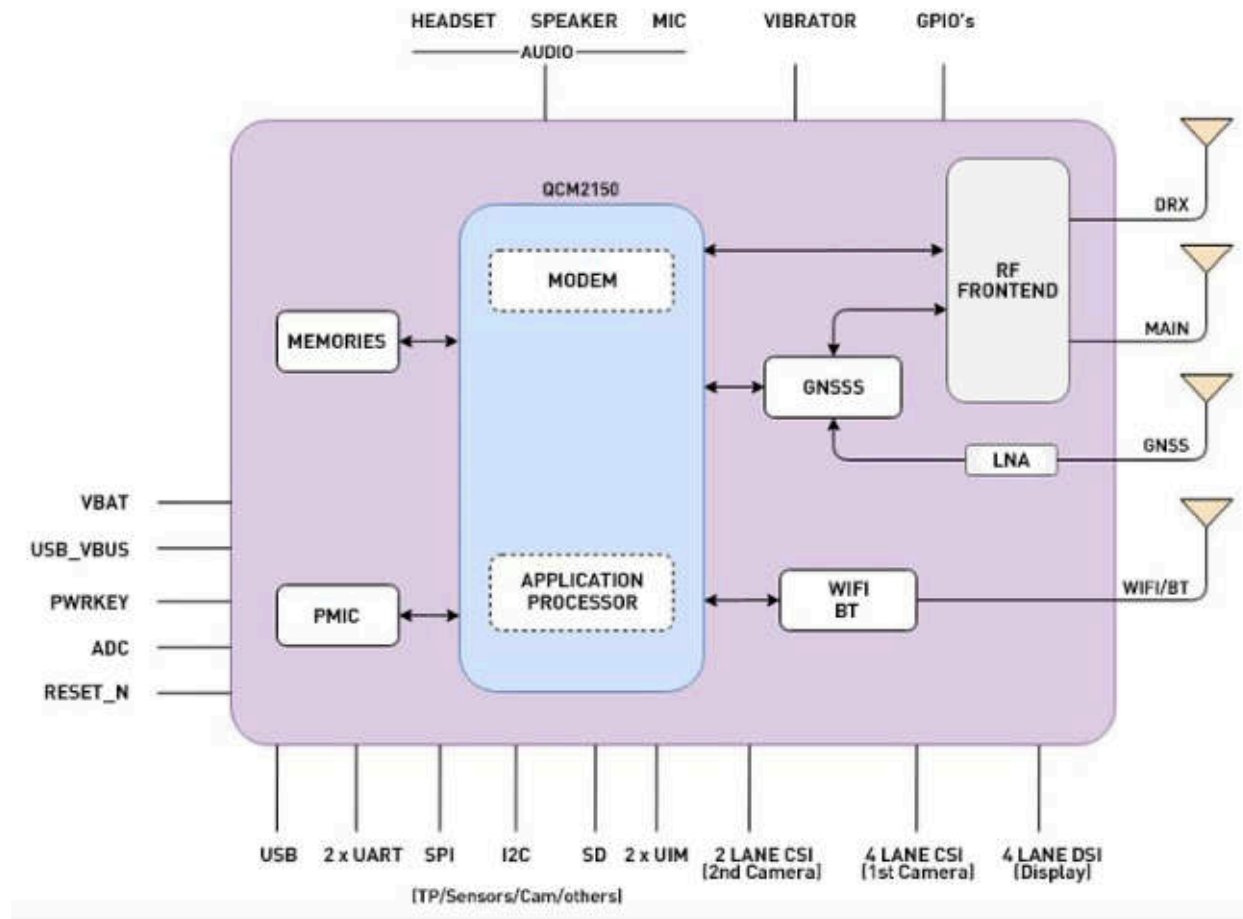 HEADSET SPEAKER MIC VIBRATOR GPIO's
AUDIO
QCM2150
DRX
MODEM
RF
FRONTEND
MAIN
MEMORIES
GNSSS
GNSS
LNA
VBAT
USB_VBUS
PWRKEY
ADC
RESET_N
PMIC
APPLICATION
PROCESSOR
WIFI
BT
WIFI/BT
USB 2 x UART SPI I2C SD 2 x UIM 2 LANE CSI 4 LANE CSI 4 LANE DSI
[2nd Camera] [1st Camera] [Display]
[TP/Sensors/Cam/others]